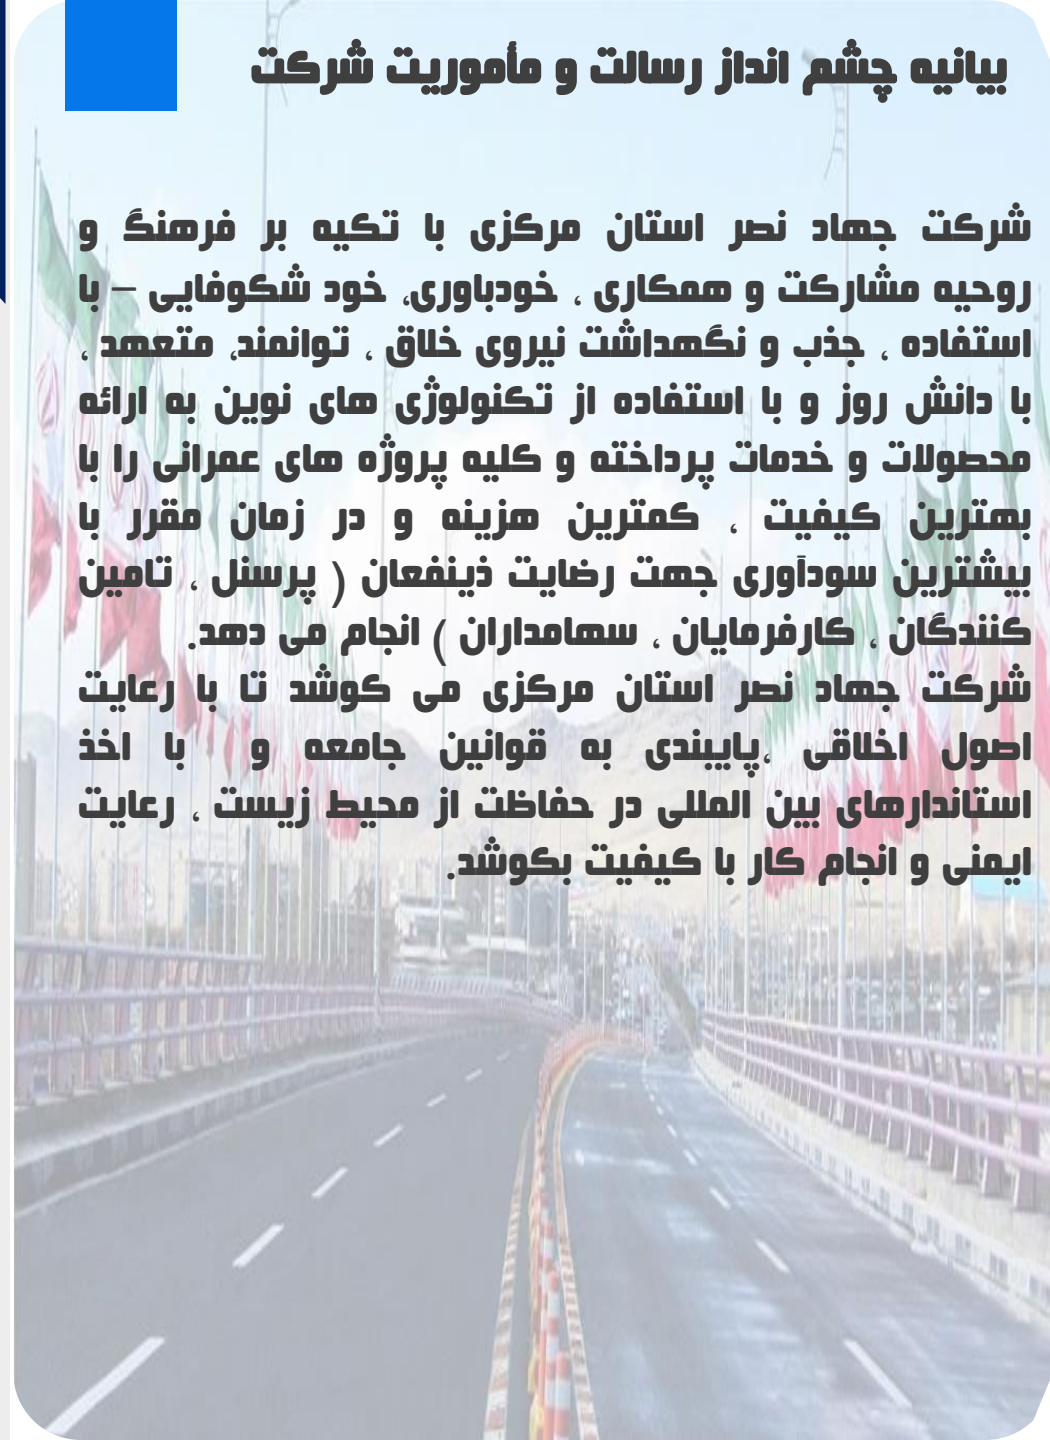 بیانیه چشم انداز رسالت و مأموریت شرکت
شرکت جهاد نصر استان مرکزی با تکیه بر فرهنگ و
روحیه مشارکت و همکاری ، خودباوری، خود شکوفایی – با
استفاده ، جذب و نگهداشت نیروی خلاق ، توانمند، متعهد ،
با دانش روز و با استفاده از تکنولوژی های نوین به ارائه
محصولات و خدمات پرداخته و کلیه پروژه های عمرانی را با
بهترین کیفیت ، کمترین هزینه و در زمان مقرر با
بیشترین سودآوری جهت رضایت ذینفعان ( پرسنل ، تامین
کنندگان ، کارفرمایان ، سهامداران ) انجام می دهد.
شرکت جهاد نصر استان مرکزی می کوشد تا با رعایت
اصول اخلاقی ،پایبندی به قوانین جامعه و با اخذ
استاندارهای بین المللی در حفاظت از محیط زیست ، رعایت
ایمنی و انجام کار با کیفیت بکوشد.